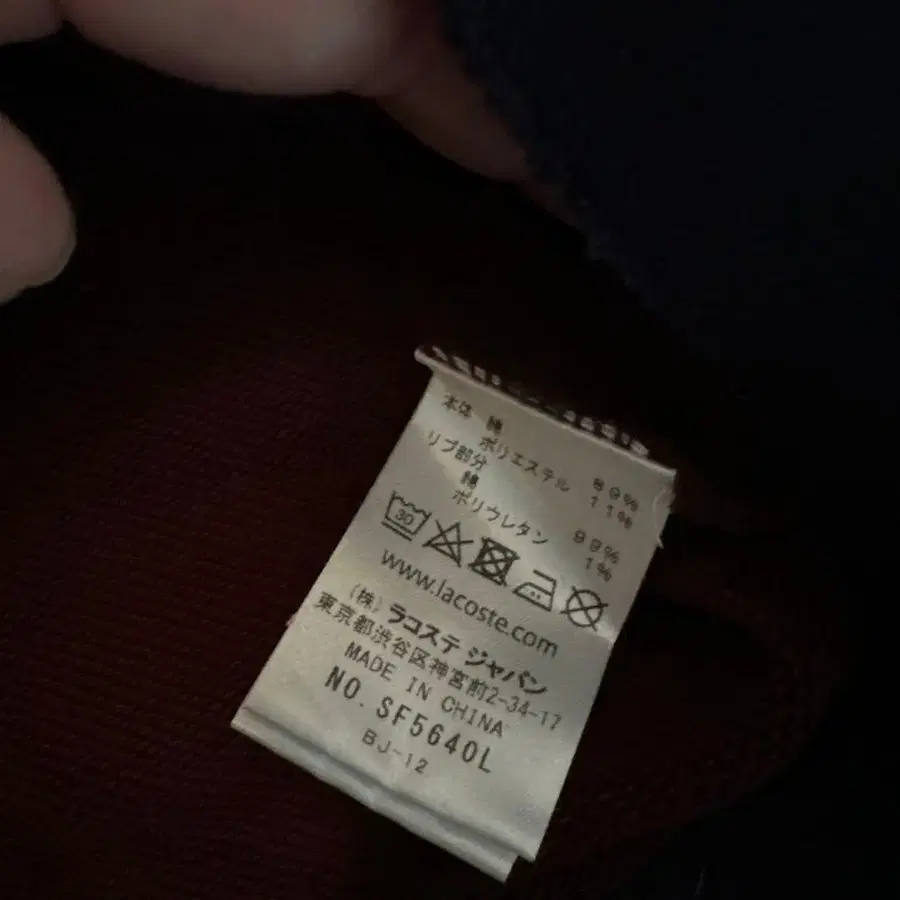 本体 綿 89%
ポリエステル 11%
リブ部分
綿 99%
ポリウレタン 1%
30
www.lacoste.com
(株) ラコステ ジャパン
東京都渋谷区神宮前2-34-17
MADE IN CHINA
NO. SF5640L
BJ-12